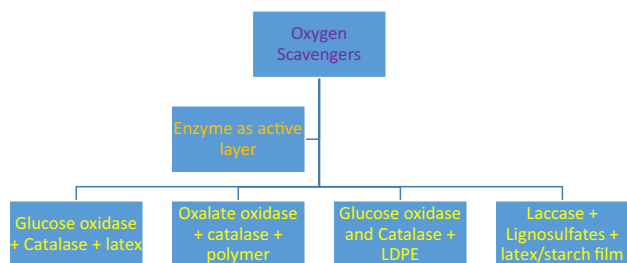 Oxygen
Scavengers
Enzyme as active
layer
Glucose oxidase
+ Catalase + latex
Oxalate oxidase
+ catalase +
polymer
Glucose oxidase
and Catalase +
LDPE
Laccase +
Lignosulfates +
latex/starch film